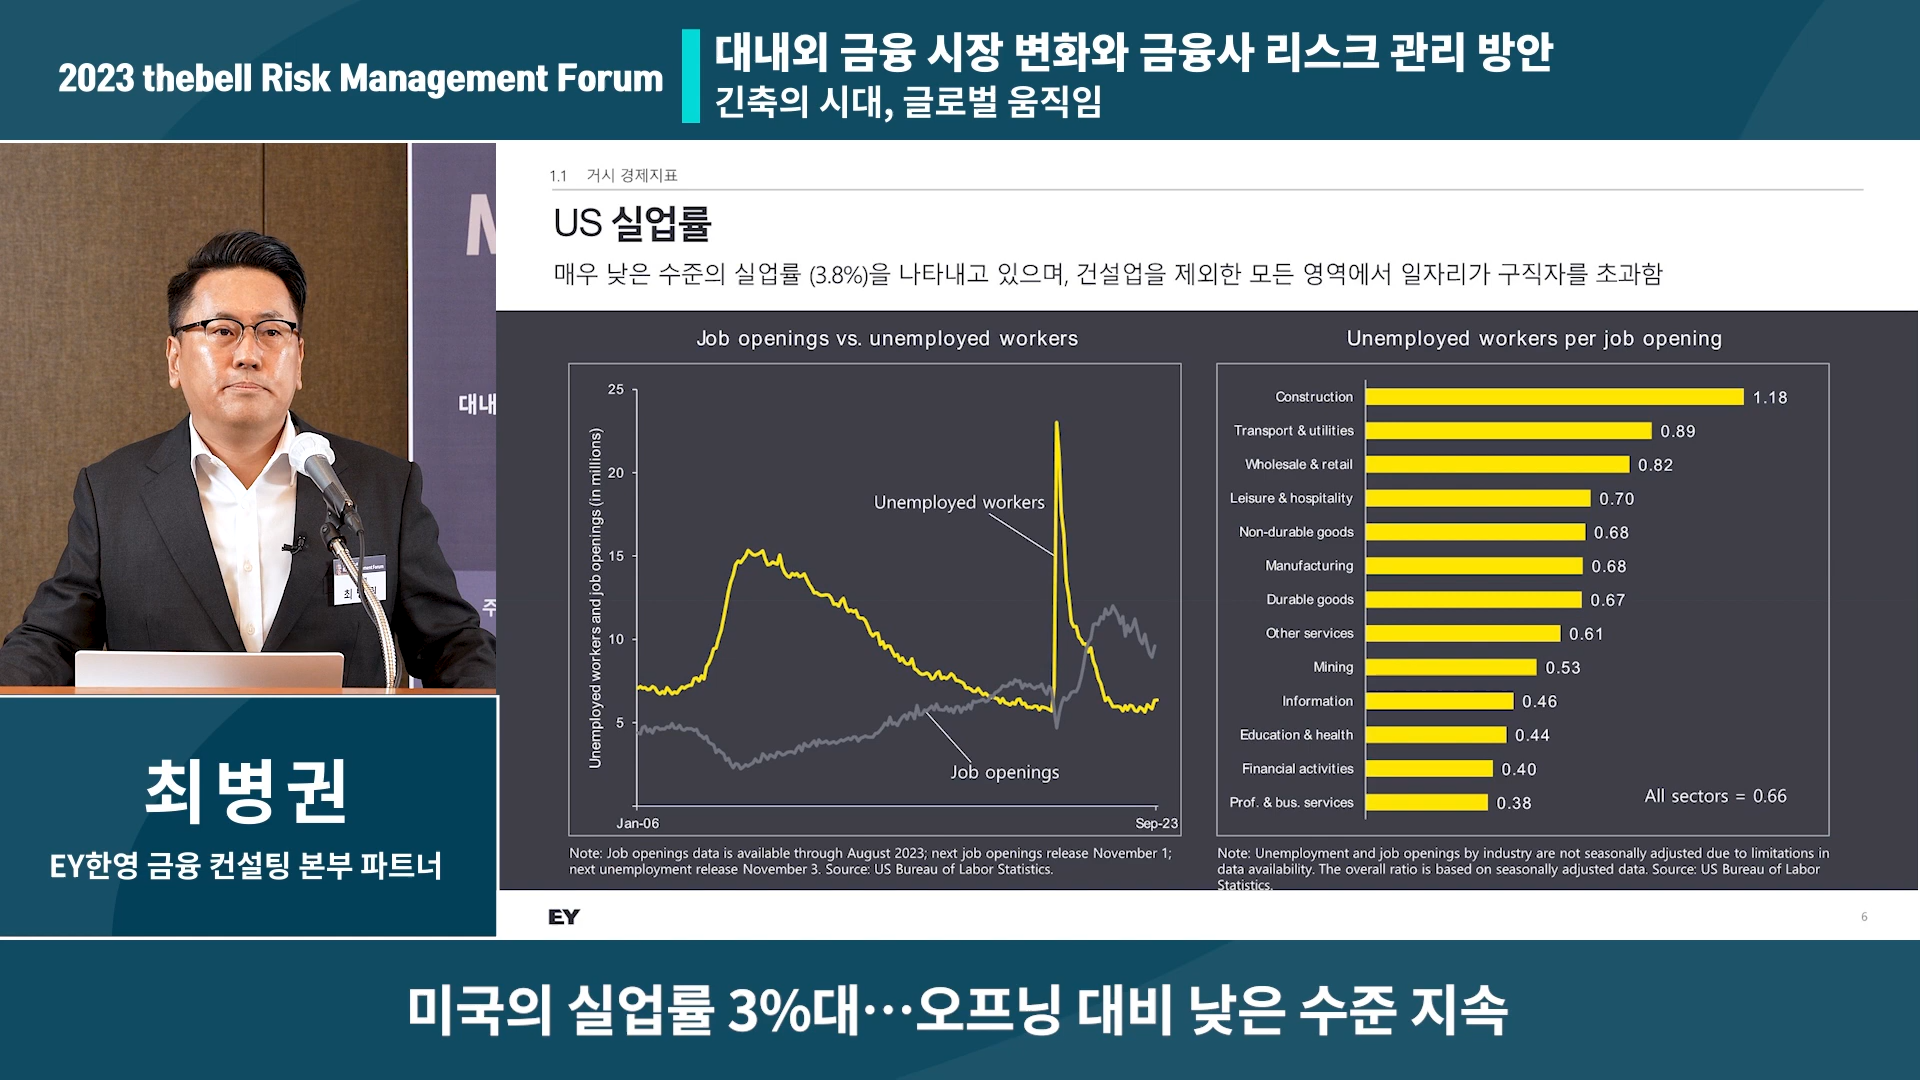 2023 thebell Risk Management Forum
대내외 금융 시장 변화와 금융사 리스크 관리 방안
긴축의 시대, 글로벌 움직임
M
대내
주
최병권
EY한영 금융 컨설팅 본부 파트너
1.1 거시 경제지표
US 실업률
매우 낮은 수준의 실업률 (3.8%)을 나타내고 있으며, 건설업을 제외한 모든 영역에서 일자리가 구직자를 초과함
Job openings vs. unemployed workers
Unemployed workers and job openings (in millions)
25
20
15
10
5
Unemployed workers
Job openings
Jan-06
Sep-23
Note: Job openings data is available through August 2023; next job openings release November 1;
next unemployment release November 3. Source: US Bureau of Labor Statistics.
Unemployed workers per job opening
Construction 1.18
Transport & utilities 0.89
Wholesale & retail 0.82
Leisure & hospitality 0.70
Non-durable goods 0.68
Manufacturing 0.68
Durable goods 0.67
Other services 0.61
Mining 0.53
Information 0.46
Education & health 0.44
Financial activities 0.40
Prof. & bus. services 0.38
All sectors = 0.66
Note: Unemployment and job openings by industry are not seasonally adjusted due to limitations in
data availability. The overall ratio is based on seasonally adjusted data. Source: US Bureau of Labor
Statistics.
EY
6
미국의 실업률 3%대…오프닝 대비 낮은 수준 지속